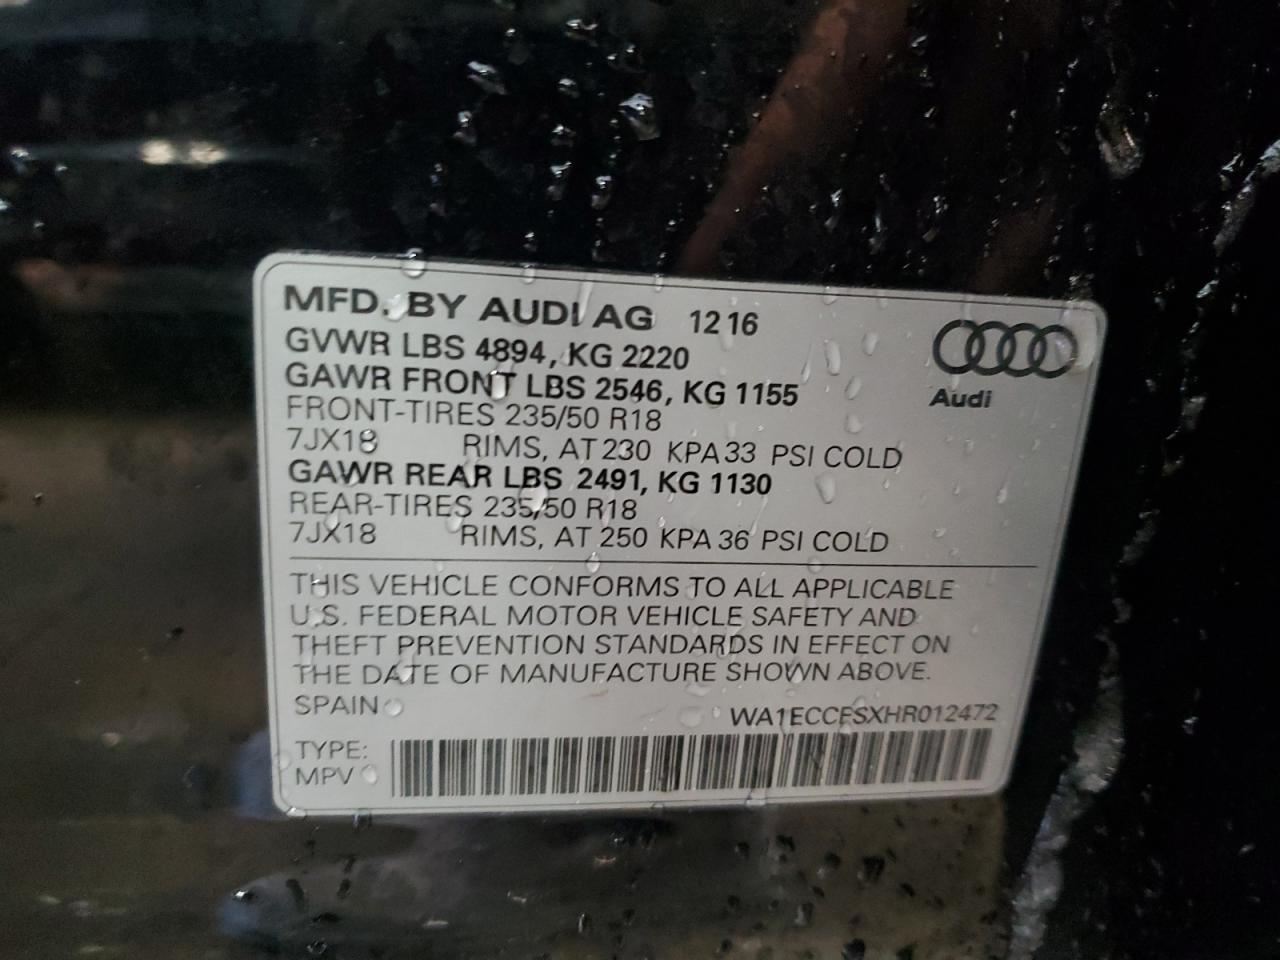 MFD. BY AUDI AG 12 16
GVWR LBS 4894, KG 2220
GAWR FRONT LBS 2546, KG 1155
FRONT-TIRES 235/50 R18
7JX18 RIMS, AT 230 KPA 33 PSI COLD
GAWR REAR LBS 2491, KG 1130
REAR-TIRES 235/50 R18
7JX18 RIMS, AT 250 KPA 36 PSI COLD
Audi
THIS VEHICLE CONFORMS TO ALL APPLICABLE
U.S. FEDERAL MOTOR VEHICLE SAFETY AND
THEFT PREVENTION STANDARDS IN EFFECT ON
THE DATE OF MANUFACTURE SHOWN ABOVE.
SPAIN WA1ECCFSXHR012472
TYPE:
MPV